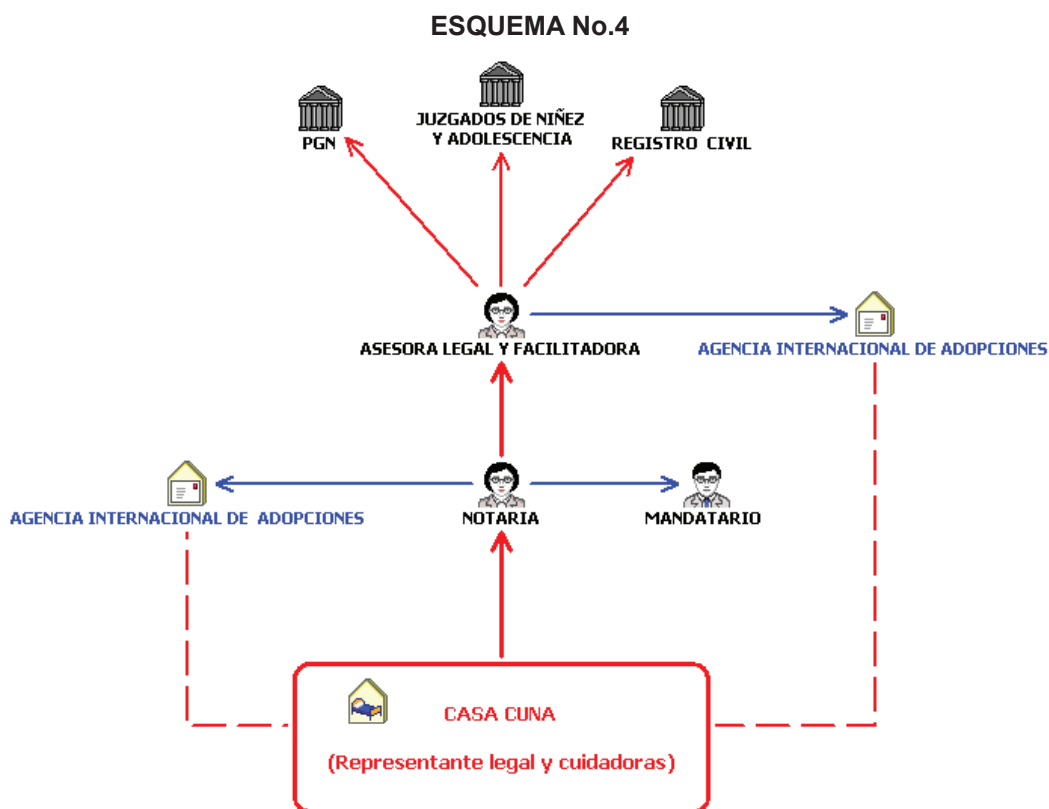 ESQUEMA No.4
JUZGADOS DE NIÑEZ
Y ADOLESCENCIA
PGN
REGISTRO CIVIL
ASESORA LEGAL Y FACILITADORA
AGENCIA INTERNACIONAL DE ADOPCIONES
AGENCIA INTERNACIONAL DE ADOPCIONES
NOTARIA
MANDATARIO
CASA CUNA
(Representante legal y cuidadoras)